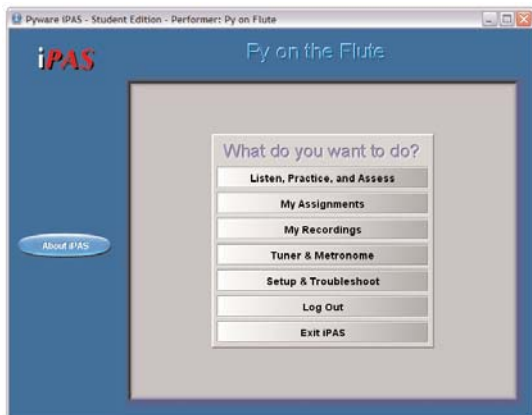 Pyware iPAS - Student Edition - Performer: Py on Flute
iPAS
Py on the Flute
What do you want to do?
Listen, Practice, and Assess
My Assignments
My Recordings
Tuner & Metronome
About iPAS
Setup & Troubleshoot
Log Out
Exit iPAS